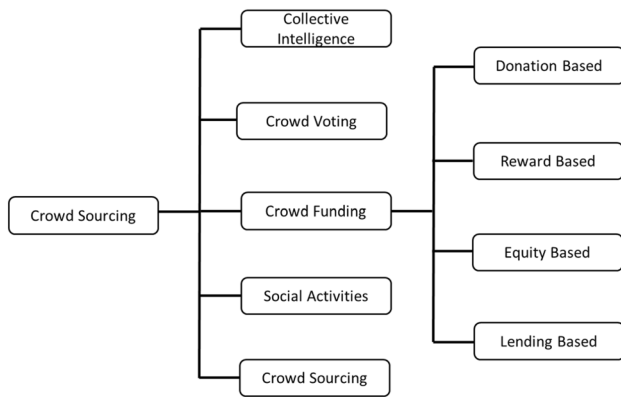 Crowd Sourcing
Collective
Intelligence
Crowd Voting
Crowd Funding
Social Activities
Crowd Sourcing
Donation Based
Reward Based
Equity Based
Lending Based